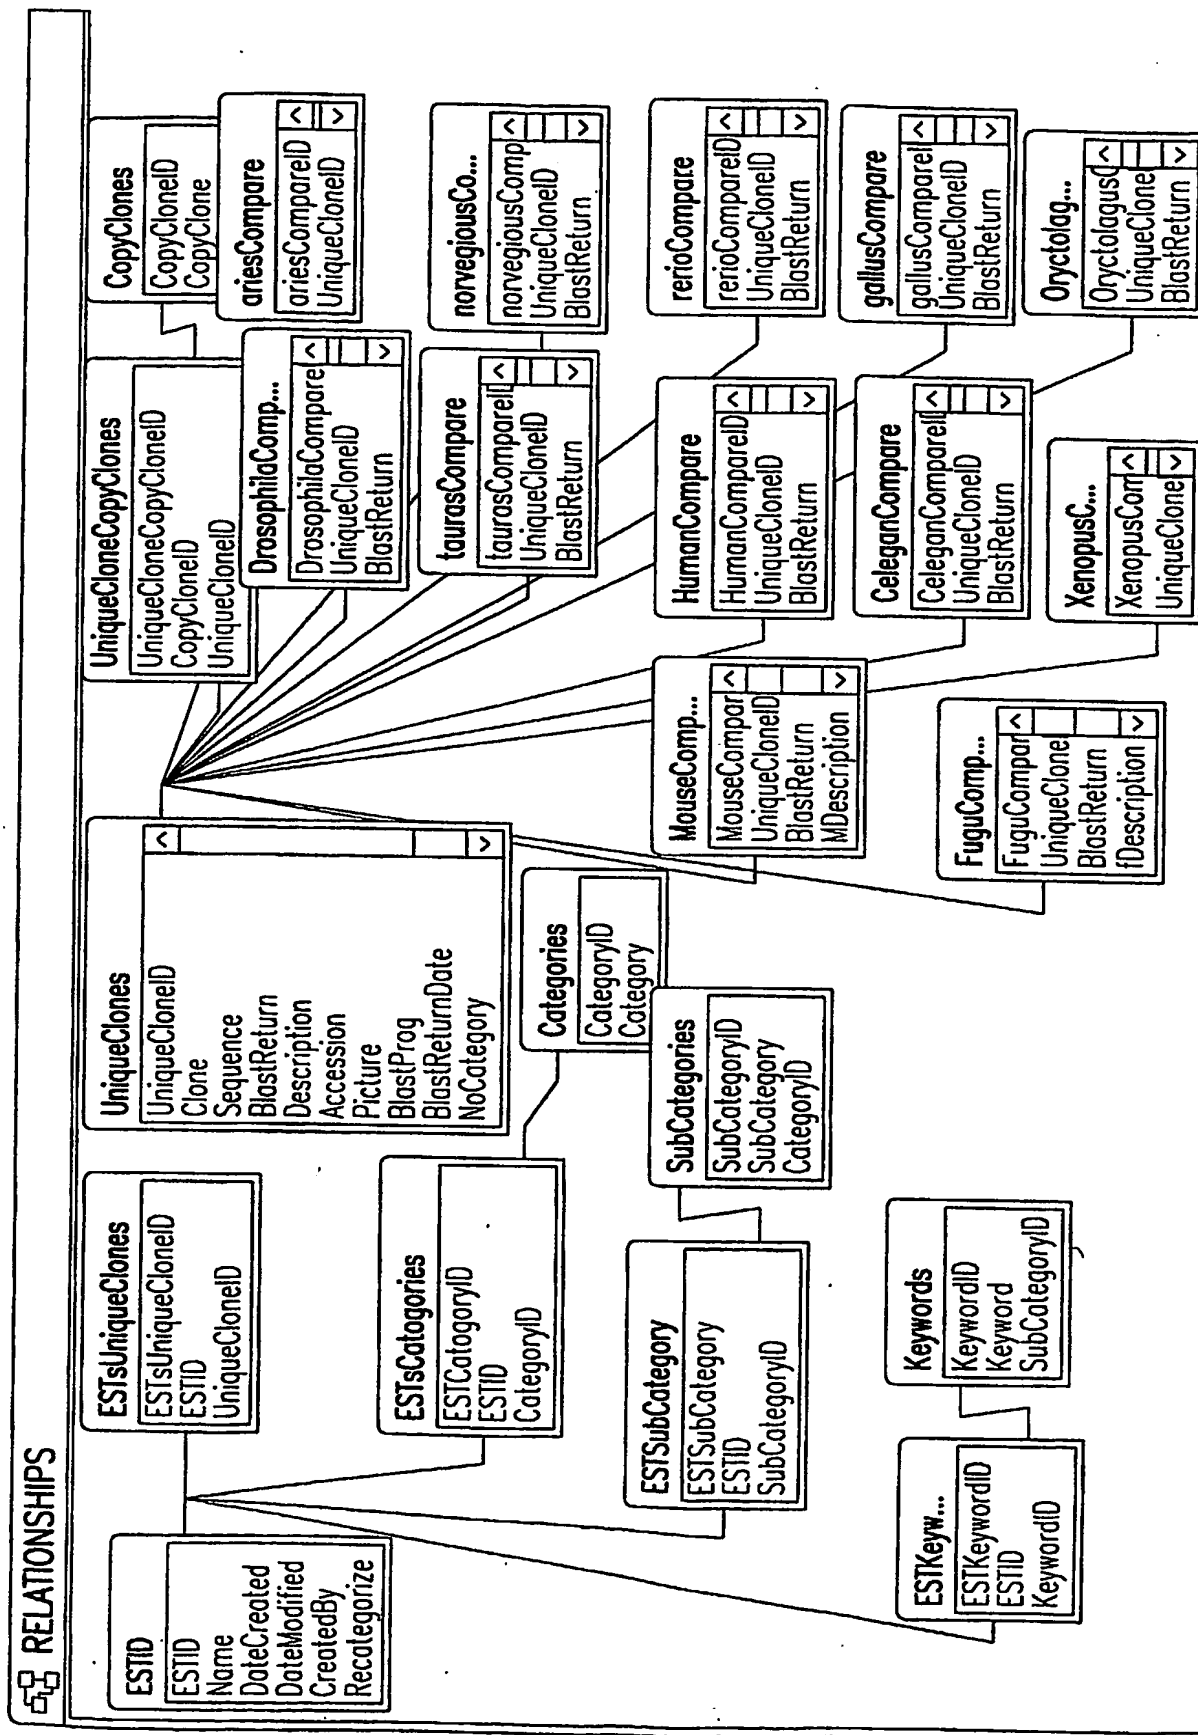 RELATIONSHIPS
ESTID
ESTID
Name
DateCreated
DateModified
CreatedBy
Recategorize
ESTsUniqueClones
ESTsUniqueCloneID
ESTID
UniqueCloneID
UniqueClones
UniqueCloneID
Clone
Sequence
BlastReturn
Description
Accession
Picture
BlastProg
BlastReturnDate
NoCategory
UniqueCloneCopyClones
UniqueCloneCopyCloneID
CopyCloneID
UniqueCloneID
CopyClones
CopyCloneID
CopyClone
ariesCompare
ariesCompareID
UniqueCloneID
DrosophilaComp...
DrosophilaCompare
UniqueCloneID
BlastReturn
ESTsCatogories
ESTCatogoryID
ESTID
CategoryID
Categories
CategoryID
Category
taurasCompare
taurasCompareID
UniqueCloneID
BlastReturn
norvegiousCo...
norvegiousComp
UniqueCloneID
BlastReturn
ESTSubCategory
ESTSubCategory
ESTID
SubCategoryID
SubCategories
SubCategoryID
SubCategory
CategoryID
MouseComp...
MouseCompar
UniqueCloneID
BlastReturn
MDescription
HumanCompare
HumanCompareID
UniqueCloneID
BlastReturn
rerioCompare
rerioCompareID
UniqueCloneID
BlastReturn
CeleganCompare
CeleganCompareID
UniqueCloneID
BlastReturn
gallusCompare
gallusCompareID
UniqueCloneID
BlastReturn
ESTKeyw...
ESTKeywordID
ESTID
KeywordID
Keywords
KeywordID
Keyword
SubCategoryID
FuguComp...
FuguCompar
UniqueClone
BlastReturn
fDescription
XenopusC...
XenopusCom
UniqueClone
Oryctolag...
OryctolagusC
UniqueClone
BlastReturn